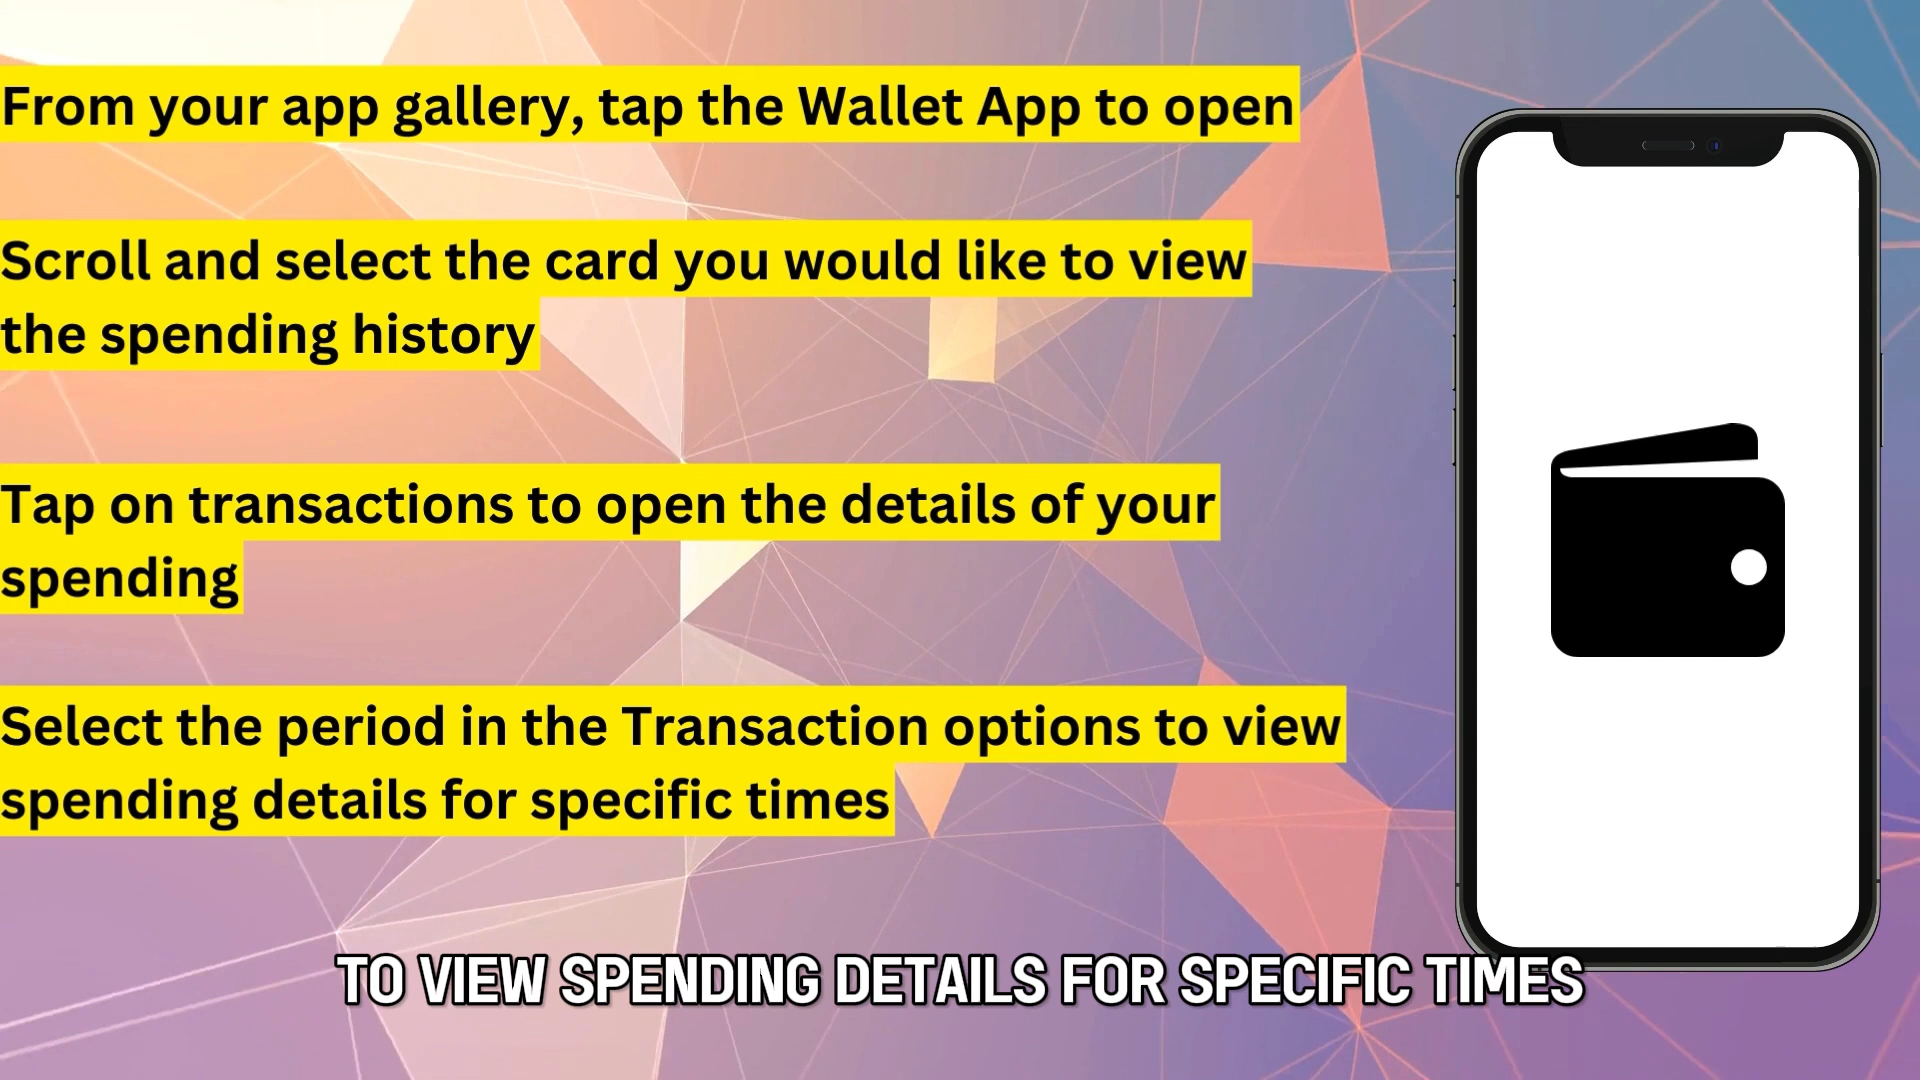 From your app gallery, tap the Wallet App to open
Scroll and select the card you would like to view
the spending history
Tap on transactions to open the details of your
spending
Select the period in the Transaction options to view
spending details for specific times
TO VIEW SPENDING DETAILS FOR SPECIFIC TIMES